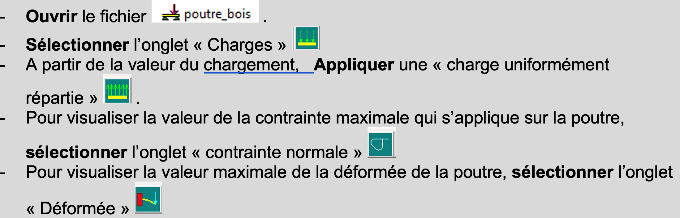 - Ouvrir le fichier poutre_bois .
- Sélectionner l'onglet « Charges »
- A partir de la valeur du chargement, Appliquer une « charge uniformément
répartie » .
- Pour visualiser la valeur de la contrainte maximale qui s'applique sur la poutre,
sélectionner l'onglet « contrainte normale »
- Pour visualiser la valeur maximale de la déformée de la poutre, sélectionner l'onglet
« Déformée »